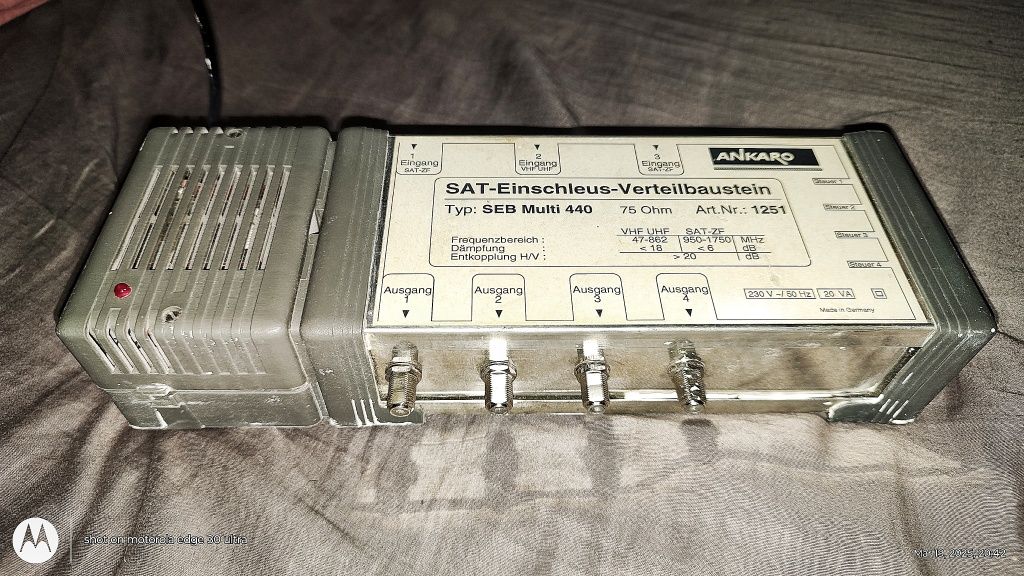 1
Eingang
SAT-ZF
2
Eingang
VHF UHF
3
Eingang
SAT-ZF
ANKARO
SAT-Einschleus-Verteilbaustein
Typ: SEB Multi 440 75 Ohm Art.Nr.: 1251
VHF UHF SAT-ZF
Frequenzbereich : 47-862 950-1750 MHz
Dämpfung : < 18 < 6 dB
Entkopplung H/V : > 20 dB
Steuer 1
Steuer 2
Steuer 3
Steuer 4
Ausgang
1
Ausgang
2
Ausgang
3
Ausgang
4
230 V ~/ 50 Hz 20 VA
Made in Germany
shot on motorola edge 30 ultra
2025, 20:42